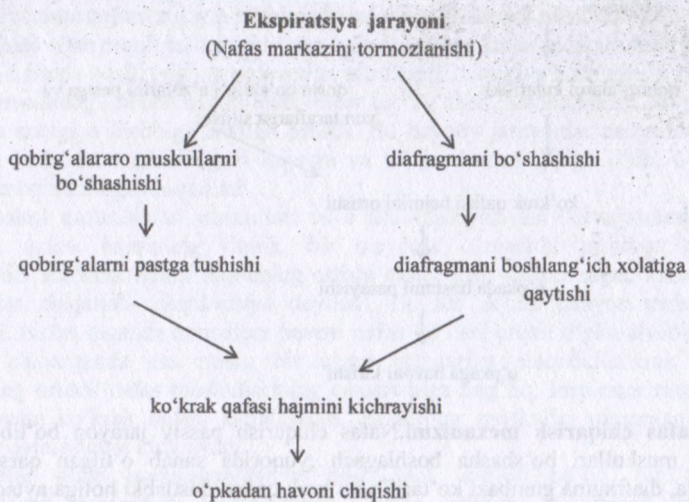 Ekspiratsiya jarayoni
(Nafas markazini tormozlanishi)
qobirg‘alararo muskullarni
bo‘shashishi
diafragmani bo‘shashishi
qobirg‘alarni pastga tushishi
diafragmani boshlang‘ich xolatiga
qaytishi
ko‘krak qafasi hajmini kichrayishi
o‘pkadan havoni chiqishi